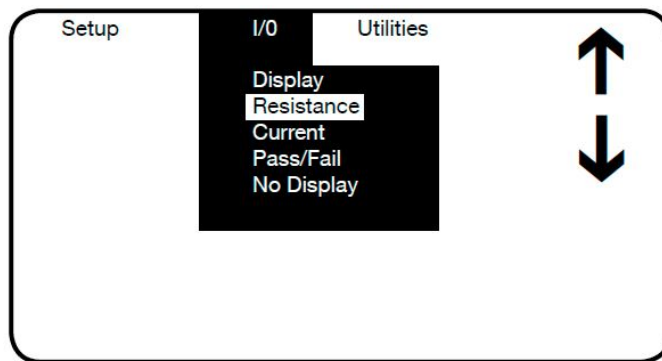 Setup I/0 Utilities
Display
Resistance
Current
Pass/Fail
No Display